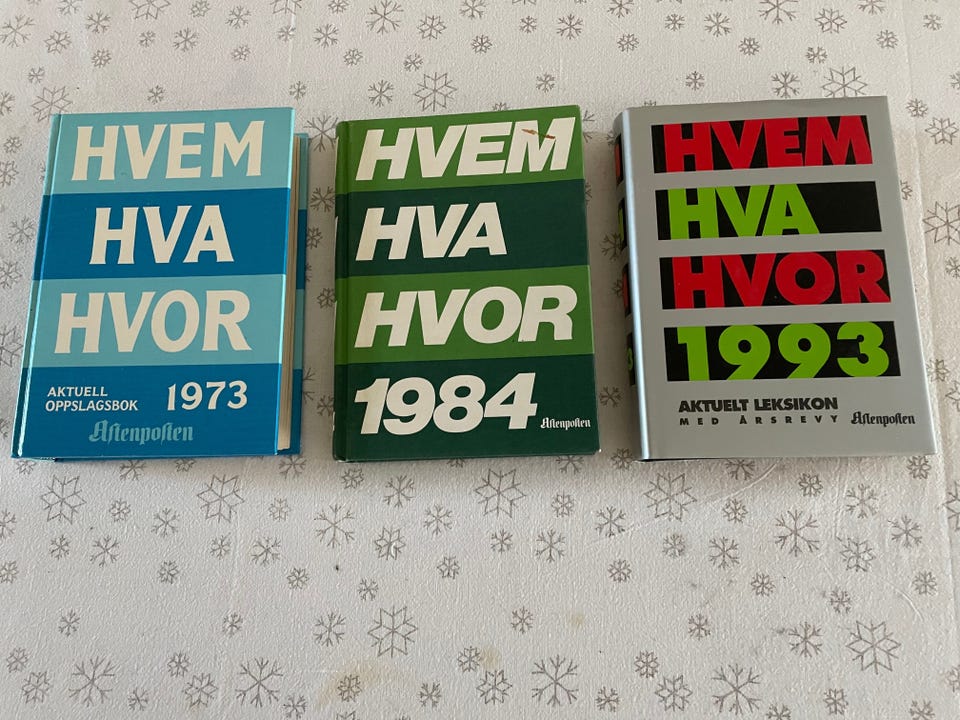 HVEM
HVA
HVOR
AKTUELL
OPPSLAGSBOK
1973
Aftenposten
HVEM
HVA
HVOR
1984
Aftenposten
HVEM
HVA
HVOR
1993
AKTUELT LEKSIKON
MED ÅRSREVY
Aftenposten